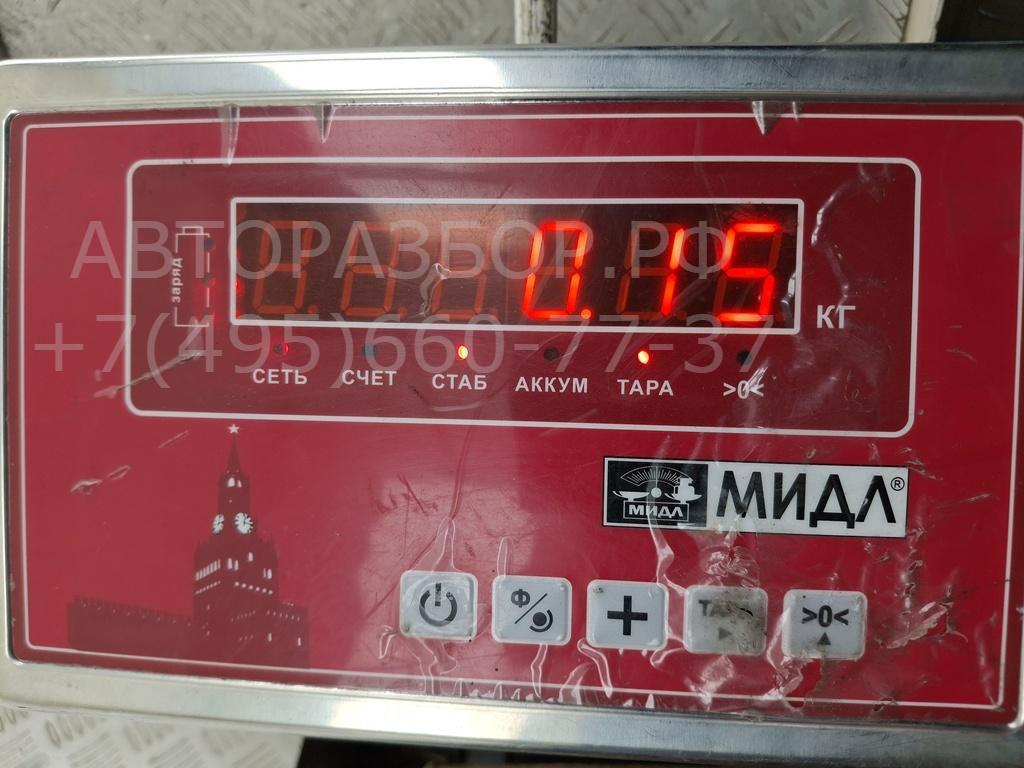 АВТОРАЗБОР.РФ
+7(495)660-77-37
заряд
0.15
КГ
СЕТЬ СЧЕТ СТАБ АККУМ ТАРА >0<
МИДЛ МИДЛ®
Ф
+
>0<